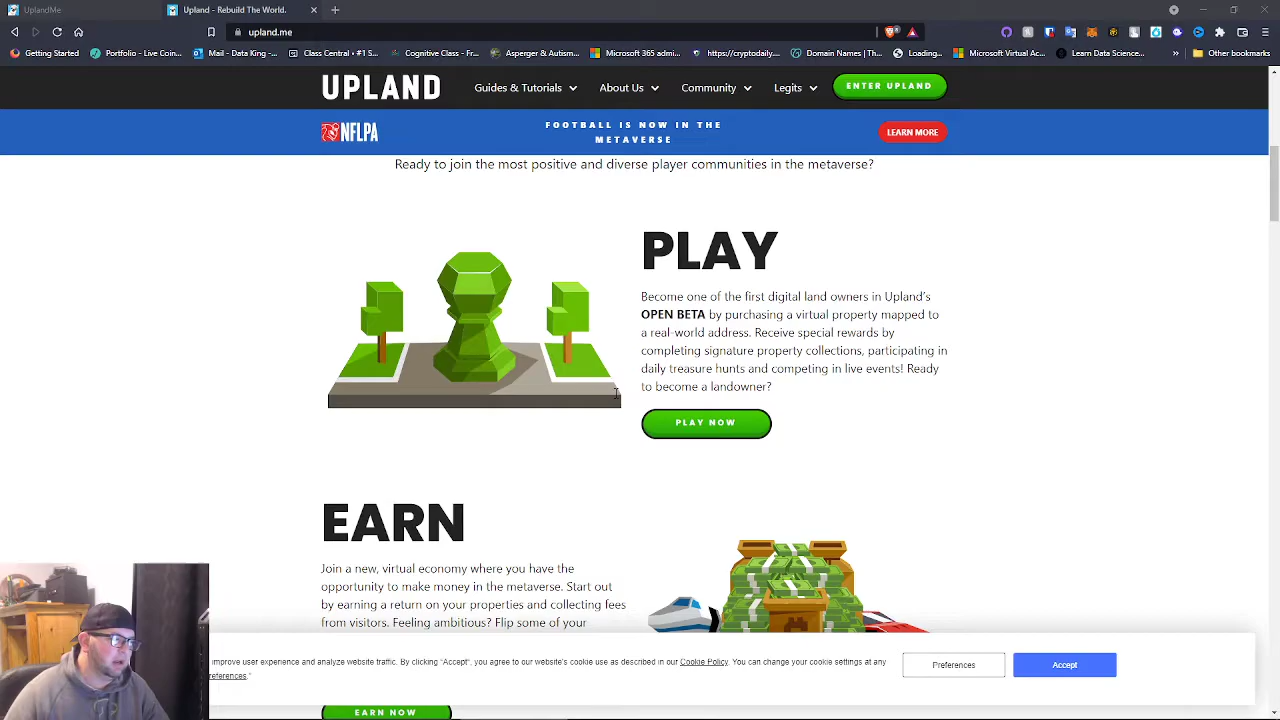 UplandMe
Upland - Rebuild The World.
upland.me
Getting Started
Portfolio - Live Coin...
Mail - Data King -...
Class Central • #1 S...
Cognitive Class - Fr...
Asperger & Autism...
Microsoft 365 admi...
https://cryptodaily...
Domain Names | Th...
Loading...
Microsoft Virtual Ac...
Learn Data Science...
Other bookmarks
UPLAND
Guides & Tutorials
About Us
Community
Legits
ENTER UPLAND
NFLPA
FOOTBALL IS NOW IN THE
METAVERSE
LEARN MORE
Ready to join the most positive and diverse player communities in the metaverse?
PLAY
Become one of the first digital land owners in Upland's
OPEN BETA by purchasing a virtual property mapped to
a real-world address. Receive special rewards by
completing signature property collections, participating in
daily treasure hunts and competing in live events! Ready
to become a landowner?
PLAY NOW
EARN
Join a new, virtual economy where you have the
opportunity to make money in the metaverse. Start out
by earning a return on your properties and collecting fees
from visitors. Feeling ambitious? Flip some of your
improve user experience and analyze website traffic. By clicking "Accept", you agree to our website's cookie use as described in our Cookie Policy. You can change your cookie settings at any
references."
Preferences
Accept
EARN NOW